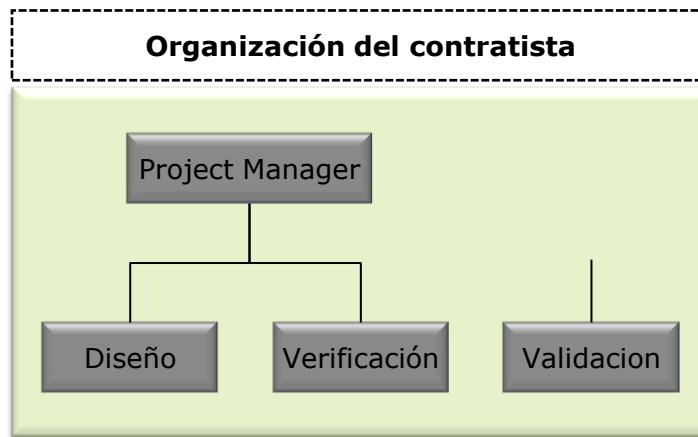 Organización del contratista
Project Manager
Diseño
Verificación
Validacion